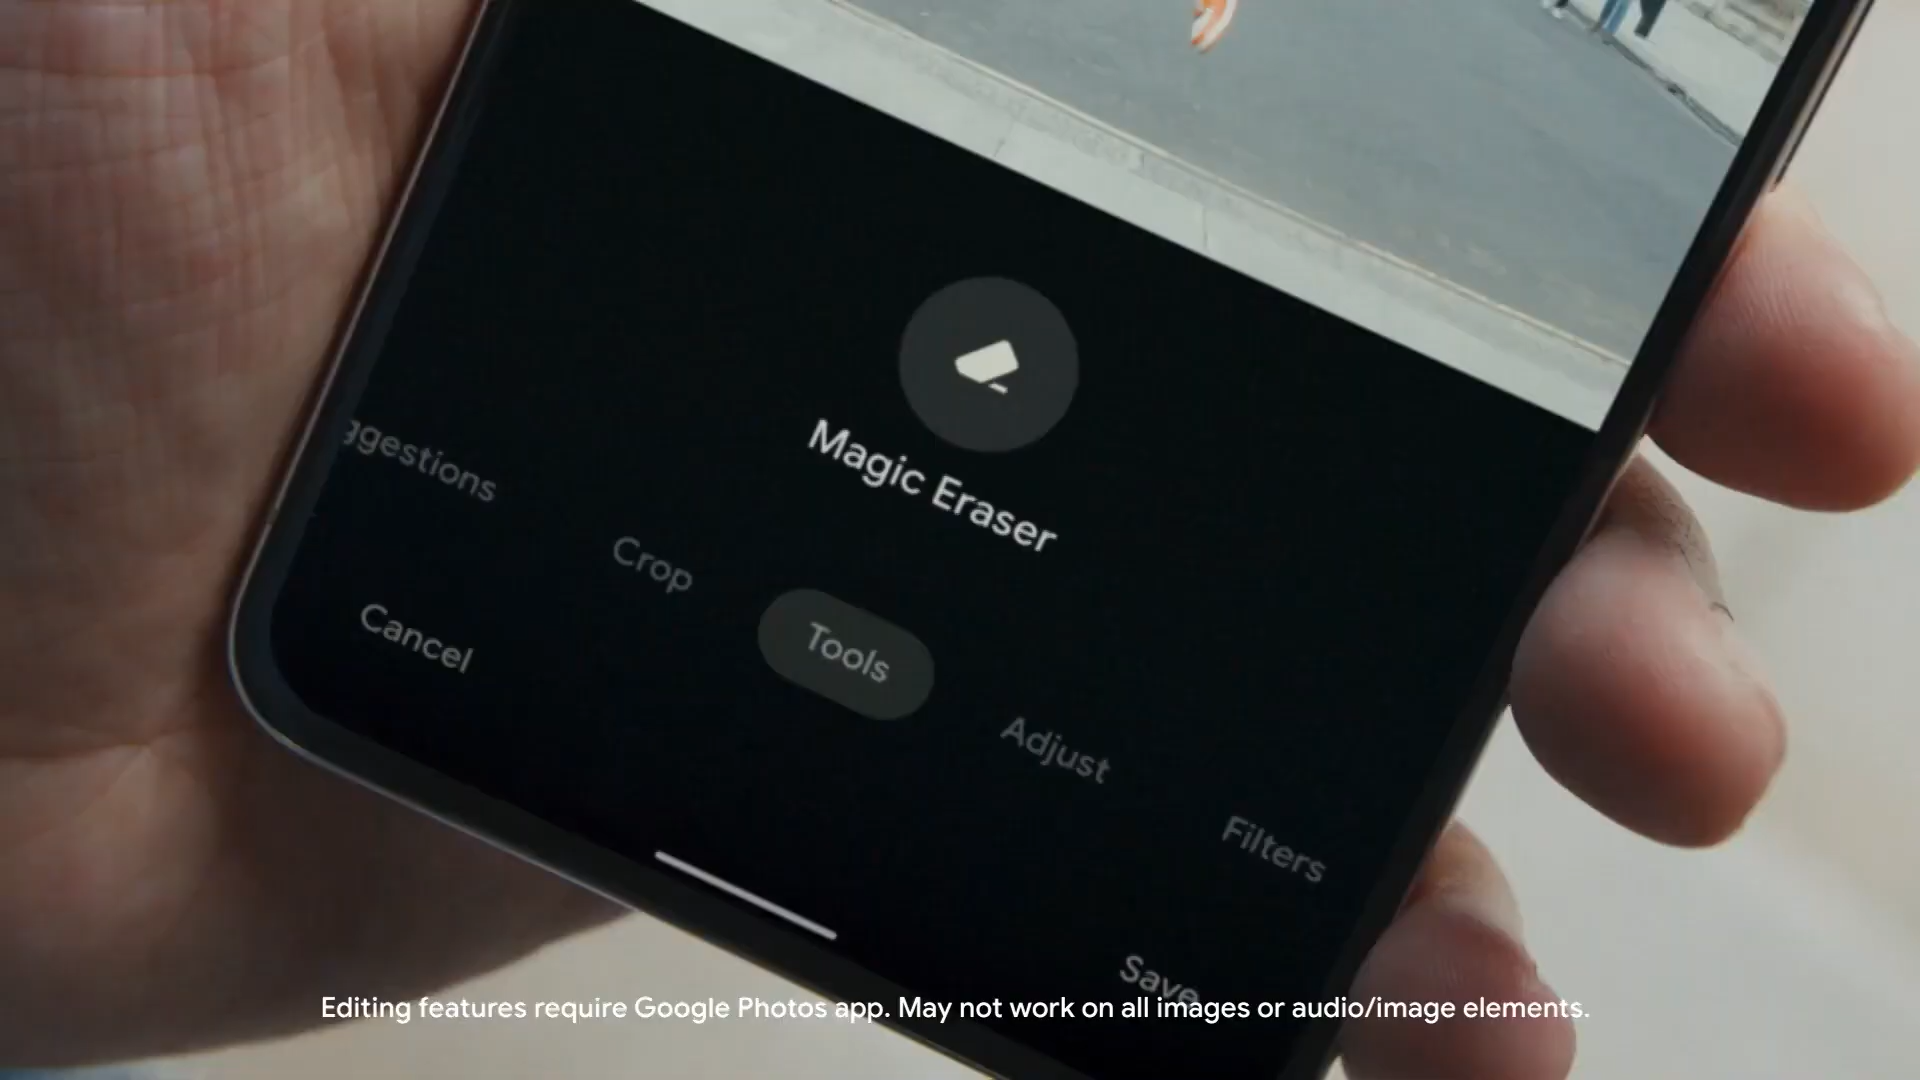 Magic Eraser
ggestions
Crop
Tools
Adjust
Filters
Cancel
Save
Editing features require Google Photos app. May not work on all images or audio/image elements.